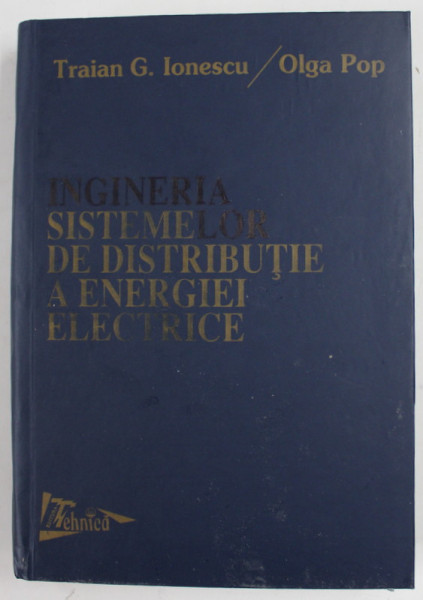 Traian G. Ionescu / Olga Pop
INGINERIA
SISTEMELOR
DE DISTRIBUŢIE
A ENERGIEI
ELECTRICE
Tehnică